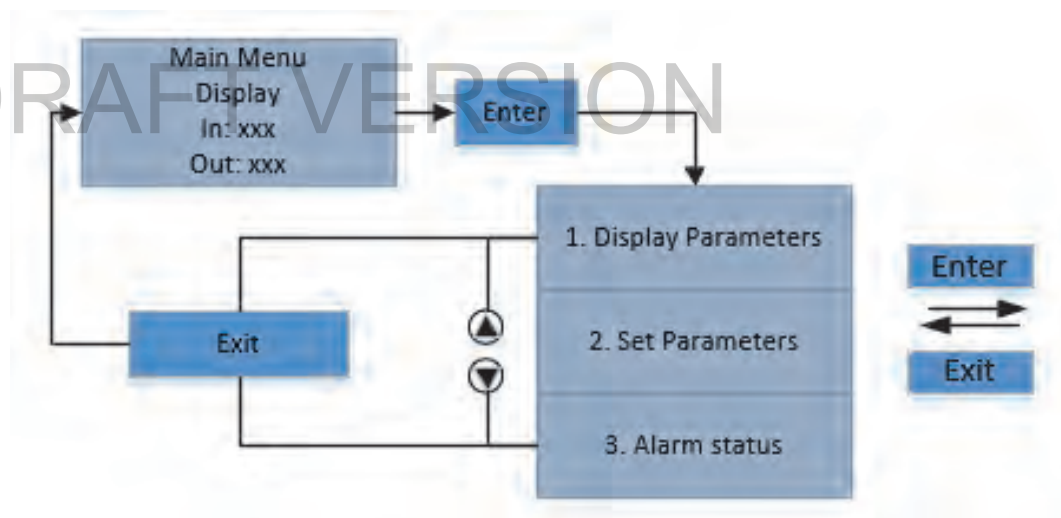 DRAFT VERSION
Main Menu
Display
In: xxx
Out: xxx
Enter
1. Display Parameters
Exit
2. Set Parameters
3. Alarm status
Enter
Exit